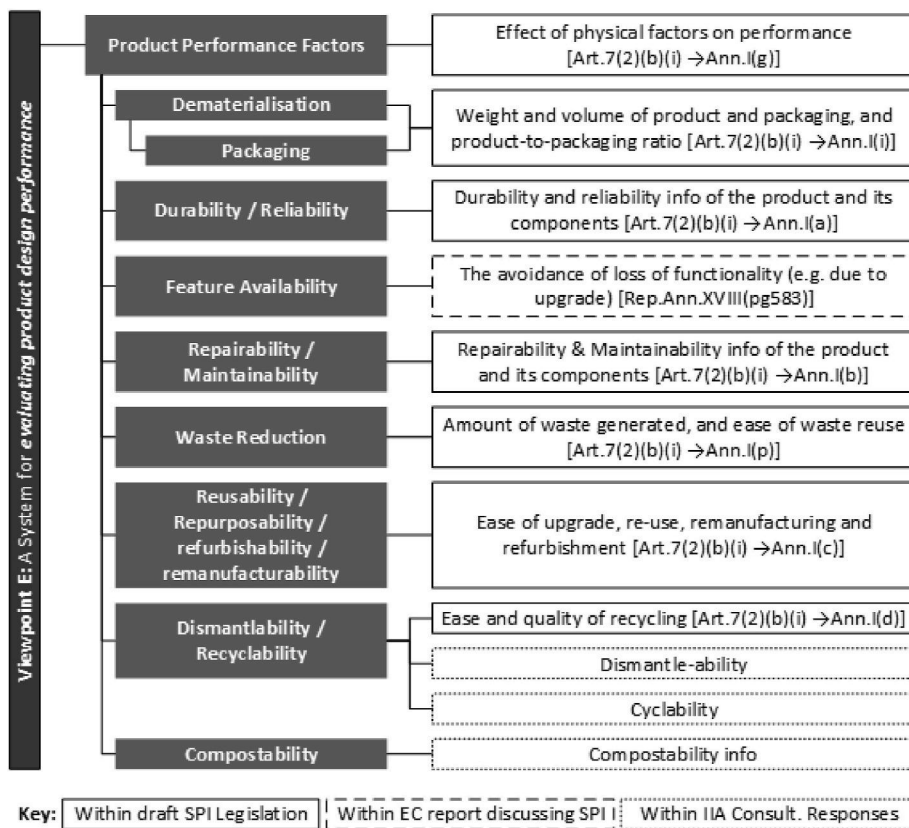 Viewpoint E: A System for evaluating product design performance
Product Performance Factors
Effect of physical factors on performance
[Art.7(2)(b)(i) →Ann.I(g)]
Dematerialisation
Packaging
Weight and volume of product and packaging, and
product-to-packaging ratio [Art.7(2)(b)(i) →Ann.I(i)]
Durability / Reliability
Durability and reliability info of the product and its
components [Art.7(2)(b)(i) →Ann.I(a)]
Feature Availability
The avoidance of loss of functionality (e.g. due to
upgrade) [Rep.Ann.XVIII(pg583)]
Repairability /
Maintainability
Repairability & Maintainability info of the product
and its components [Art.7(2)(b)(i) →Ann.I(b)]
Waste Reduction
Amount of waste generated, and ease of waste reuse
[Art.7(2)(b)(i) →Ann.I(p)]
Reusability /
Repurposability /
refurbishability /
remanufacturability
Ease of upgrade, re-use, remanufacturing and
refurbishment [Art.7(2)(b)(i) →Ann.I(c)]
Dismantlability /
Recyclability
Ease and quality of recycling [Art.7(2)(b)(i) →Ann.I(d)]
Dismantle-ability
Cyclability
Compostability
Compostability info
Key: Within draft SPI Legislation Within EC report discussing SPI I Within IIA Consult. Responses